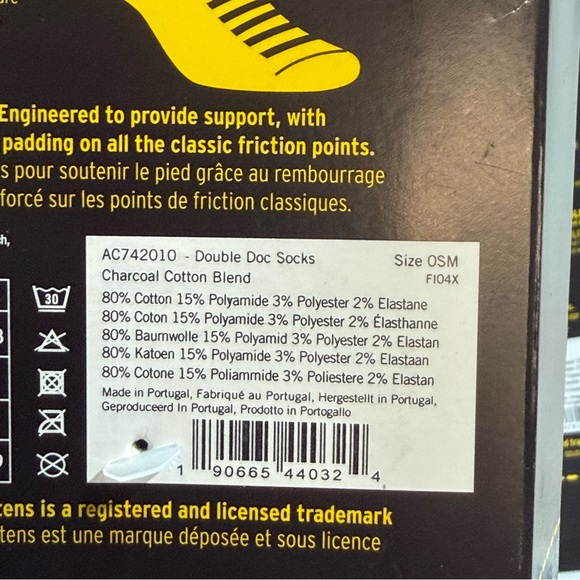 Engineered to provide support, with
padding on all the classic friction points.
s pour soutenir le pied grâce au rembourrage
forcé sur les points de friction classiques.
AC742010 - Double Doc Socks Size OSM
Charcoal Cotton Blend FI04X
30
80% Cotton 15% Polyamide 3% Polyester 2% Elastane
80% Coton 15% Polyamide 3% Polyester 2% Élasthanne
80% Baumwolle 15% Polyamid 3% Polyester 2% Elastan
80% Katoen 15% Polyamide 3% Polyester 2% Elastaan
80% Cotone 15% Poliammide 3% Poliestere 2% Elastan
Made in Portugal, Fabriqué au Portugal, Hergestellt in Portugal,
Geproduceerd In Portugal, Prodotto in Portogallo
1 90665 44032 4
tens is a registered and licensed trademark
tens est une marque déposée et sous licence